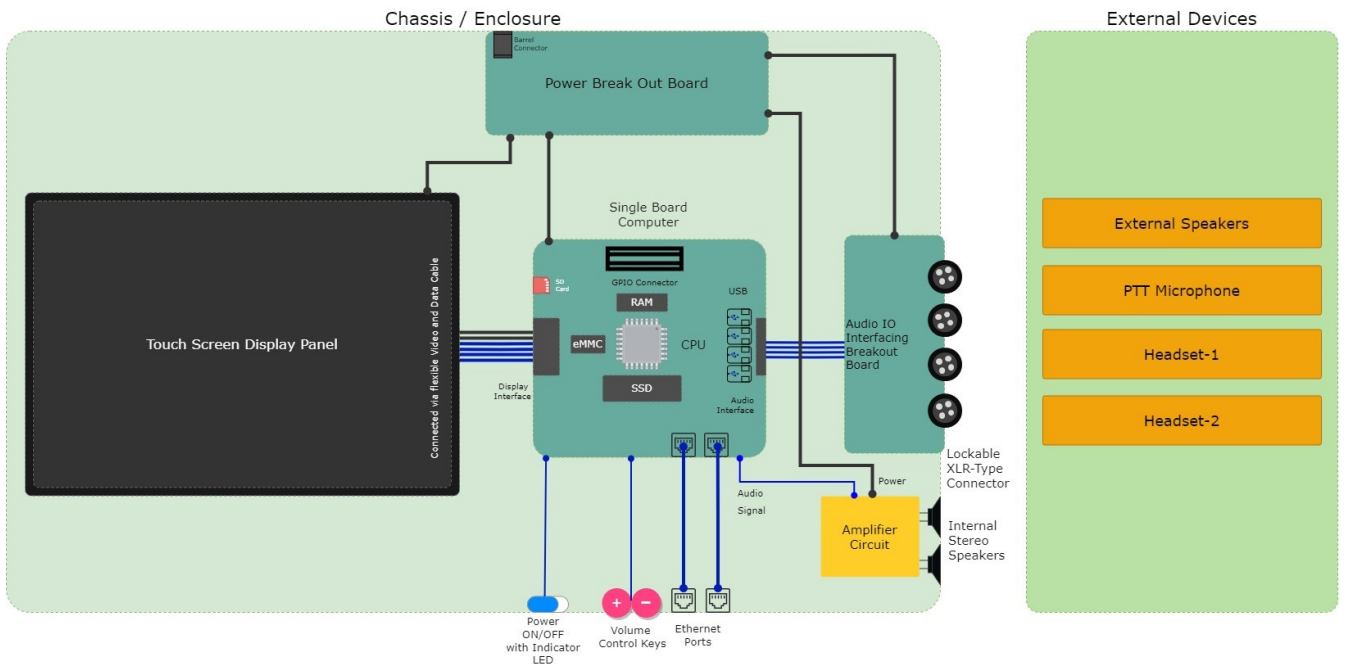 Chassis / Enclosure
External Devices
Barrel
Connector
Power Break Out Board
Single Board
Computer
External Speakers
PTT Microphone
Headset-1
Headset-2
SD
Card
GPIO Connector
USB
RAM
eMMC
CPU
SSD
Audio IO
Interfacing
Breakout
Board
Touch Screen Display Panel
Connected via flexible Video and Data Cable
Display
Interface
Audio
Interface
Lockable
XLR-Type
Connector
Power
Audio
Signal
Amplifier
Circuit
Internal
Stereo
Speakers
Power
ON/OFF
with Indicator
LED
+
−
Volume
Control Keys
Ethernet
Ports